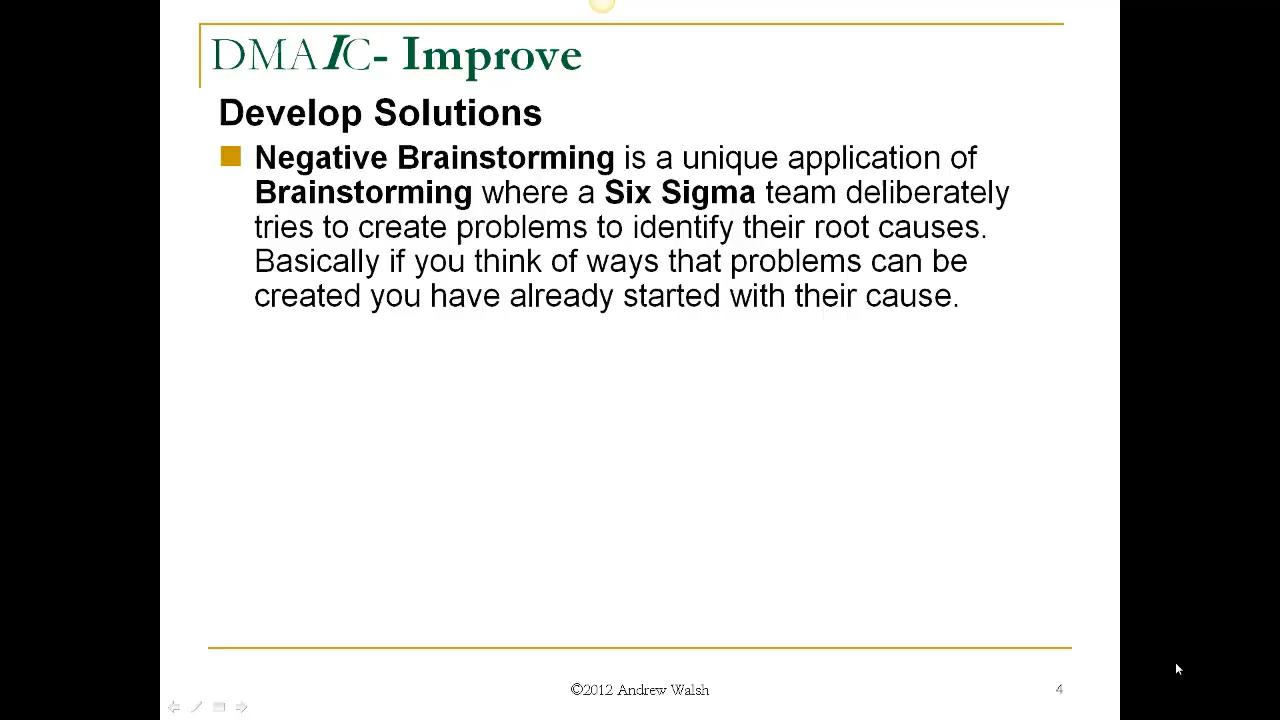 DMAIC- Improve
Develop Solutions
Negative Brainstorming is a unique application of
Brainstorming where a Six Sigma team deliberately
tries to create problems to identify their root causes.
Basically if you think of ways that problems can be
created you have already started with their cause.
©2012 Andrew Walsh
4